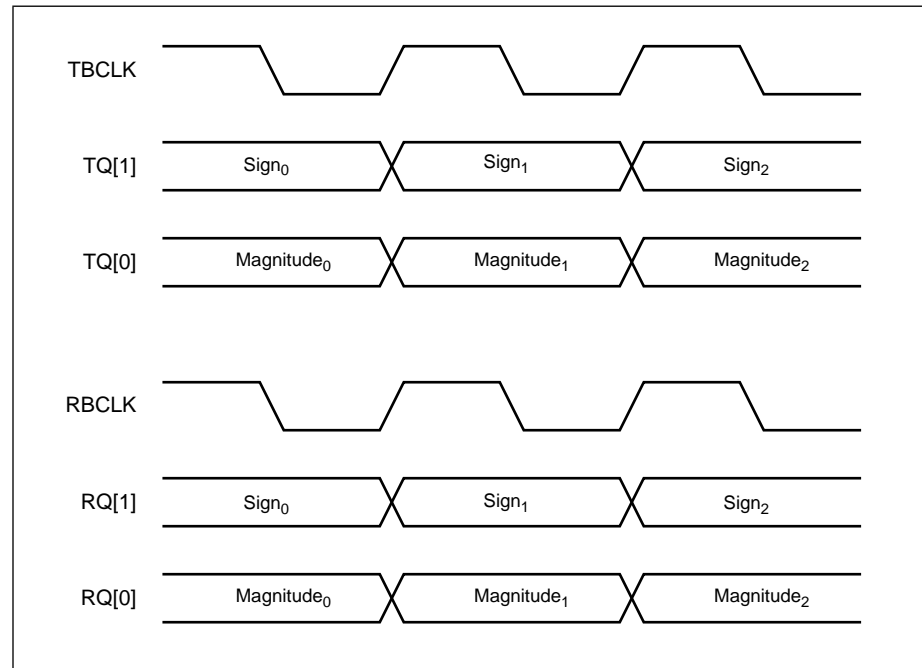 TBCLK
TQ[1] Sign₀ Sign₁ Sign₂
TQ[0] Magnitude₀ Magnitude₁ Magnitude₂
RBCLK
RQ[1] Sign₀ Sign₁ Sign₂
RQ[0] Magnitude₀ Magnitude₁ Magnitude₂